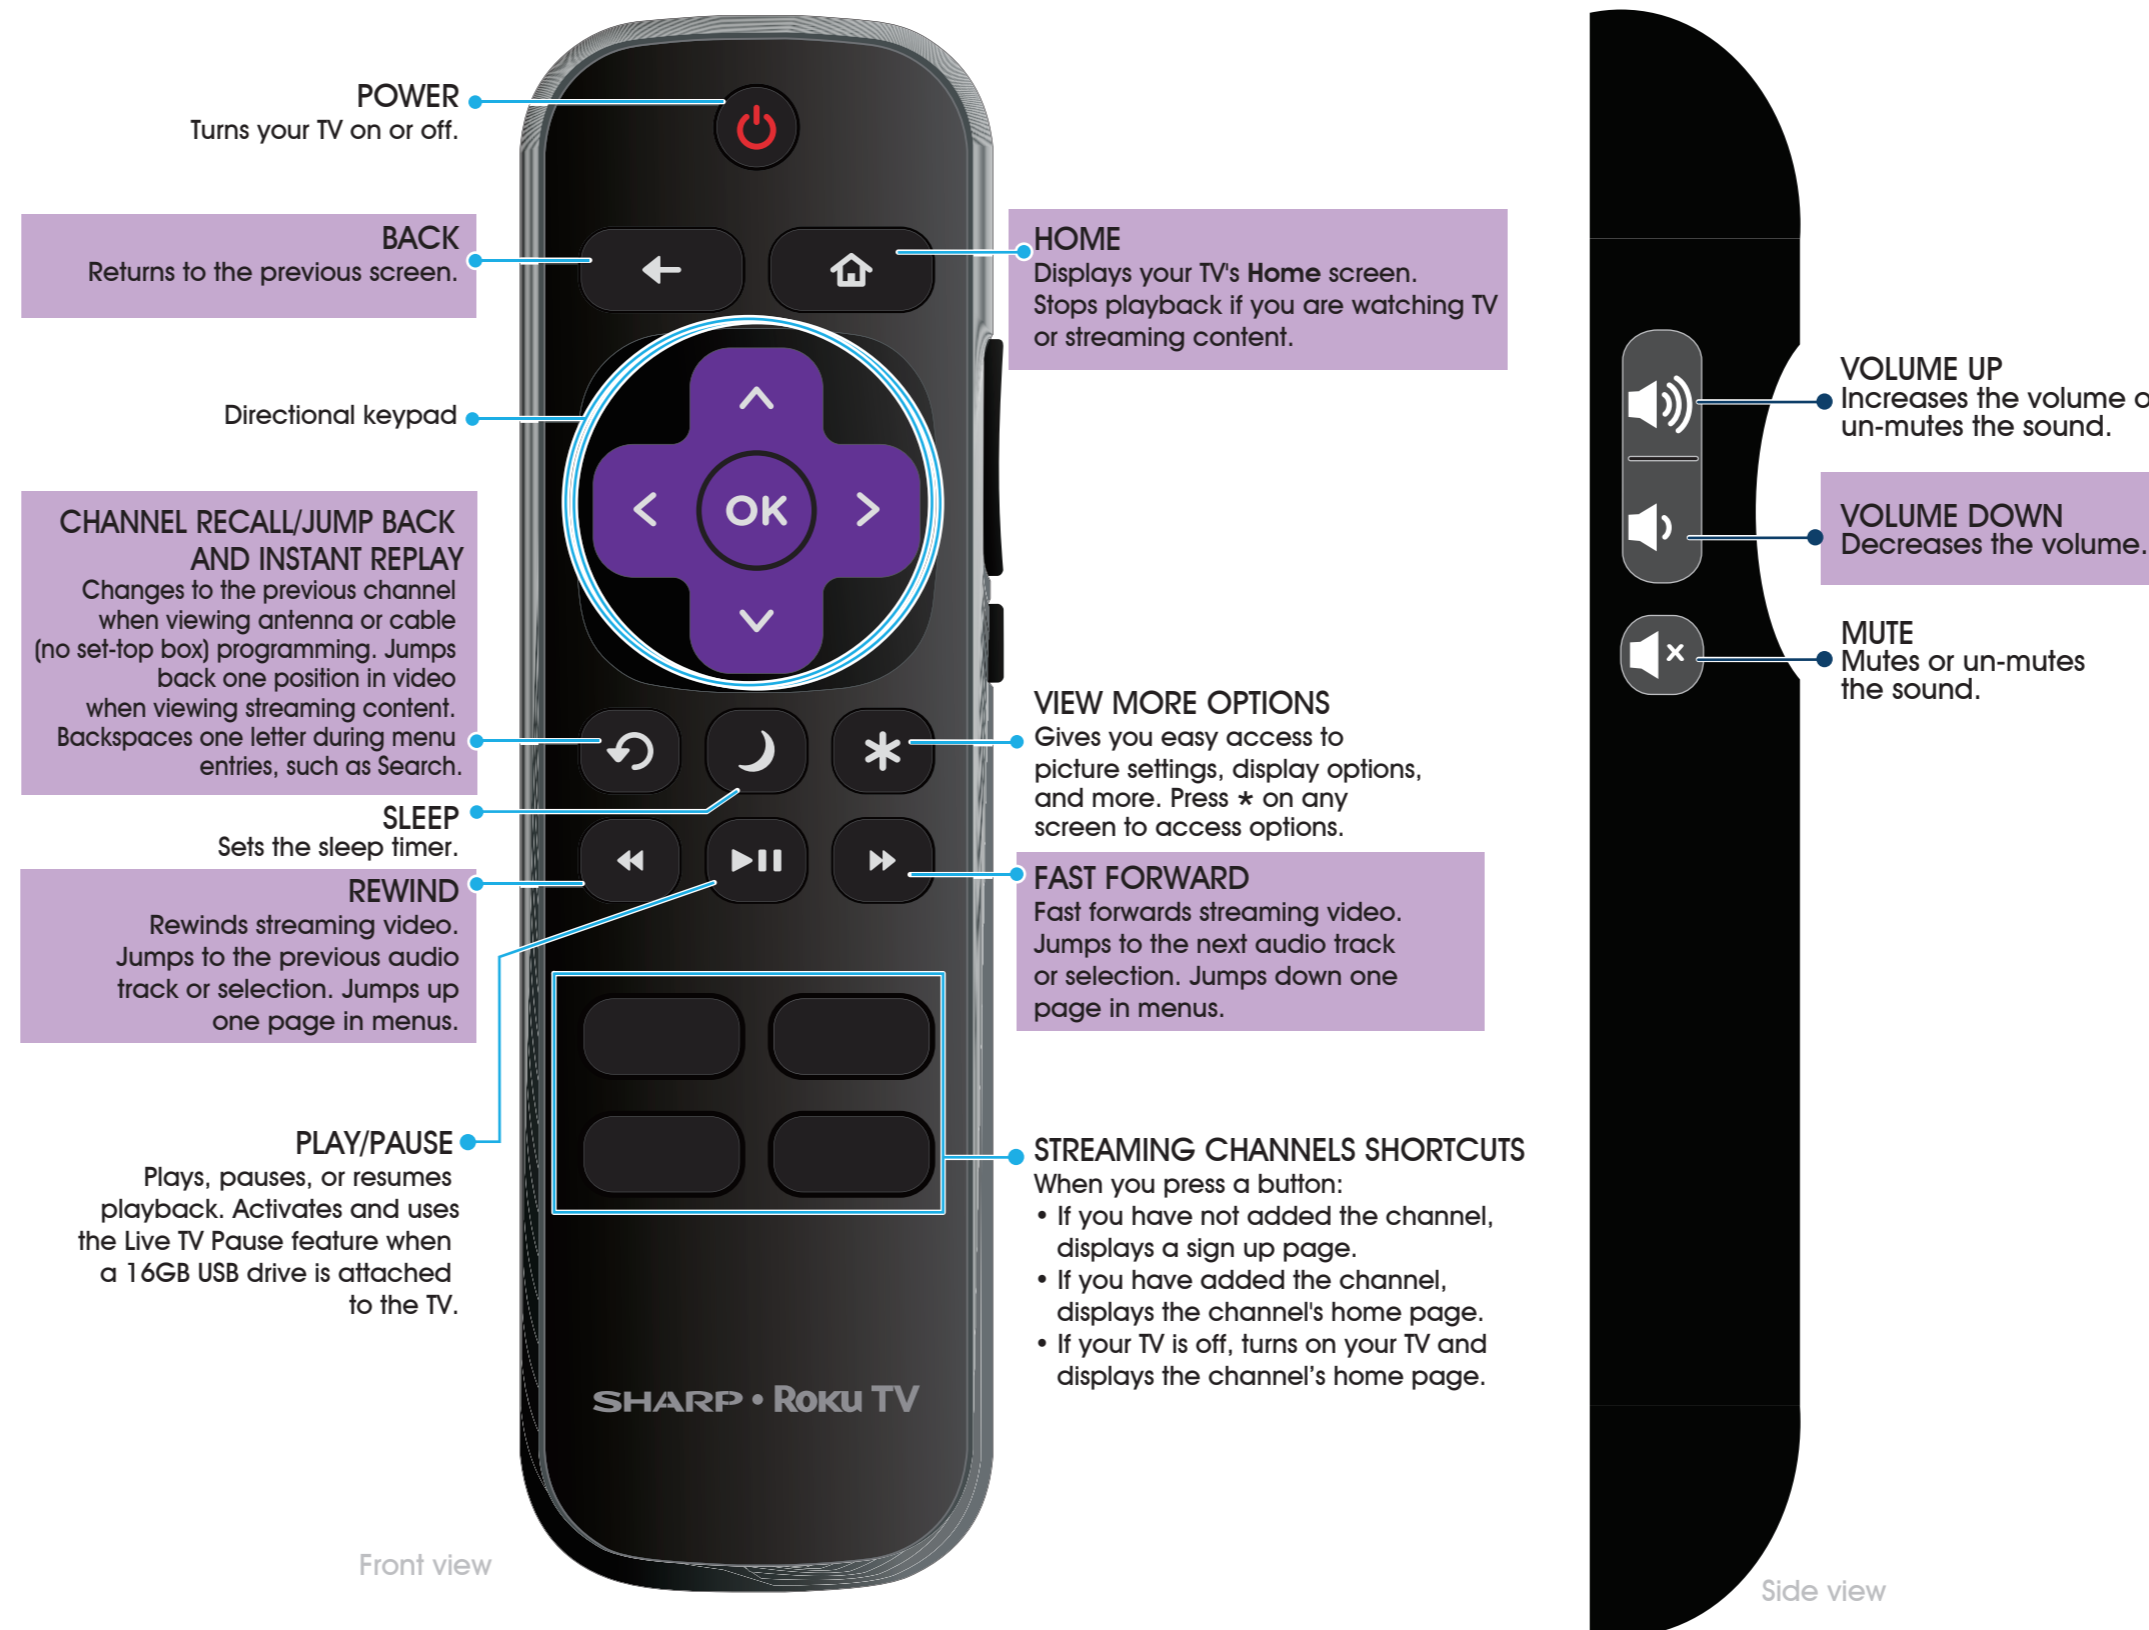 POWER
Turns your TV on or off.
BACK
Returns to the previous screen.
HOME
Displays your TV's Home screen.
Stops playback if you are watching TV
or streaming content.
Directional keypad
OK
CHANNEL RECALL/JUMP BACK
AND INSTANT REPLAY
Changes to the previous channel
when viewing antenna or cable
(no set-top box) programming. Jumps
back one position in video
when viewing streaming content.
Backspaces one letter during menu
entries, such as Search.
SLEEP
Sets the sleep timer.
REWIND
Rewinds streaming video.
Jumps to the previous audio
track or selection. Jumps up
one page in menus.
PLAY/PAUSE
Plays, pauses, or resumes
playback. Activates and uses
the Live TV Pause feature when
a 16GB USB drive is attached
to the TV.
VIEW MORE OPTIONS
Gives you easy access to
picture settings, display options,
and more. Press * on any
screen to access options.
FAST FORWARD
Fast forwards streaming video.
Jumps to the next audio track
or selection. Jumps down one
page in menus.
STREAMING CHANNELS SHORTCUTS
When you press a button:
• If you have not added the channel,
displays a sign up page.
• If you have added the channel,
displays the channel's home page.
• If your TV is off, turns on your TV and
displays the channel’s home page.
SHARP • ROKU TV
Front view
VOLUME UP
Increases the volume
un-mutes the sound.
VOLUME DOWN
Decreases the volume.
MUTE
Mutes or un-mutes
the sound.
Side view